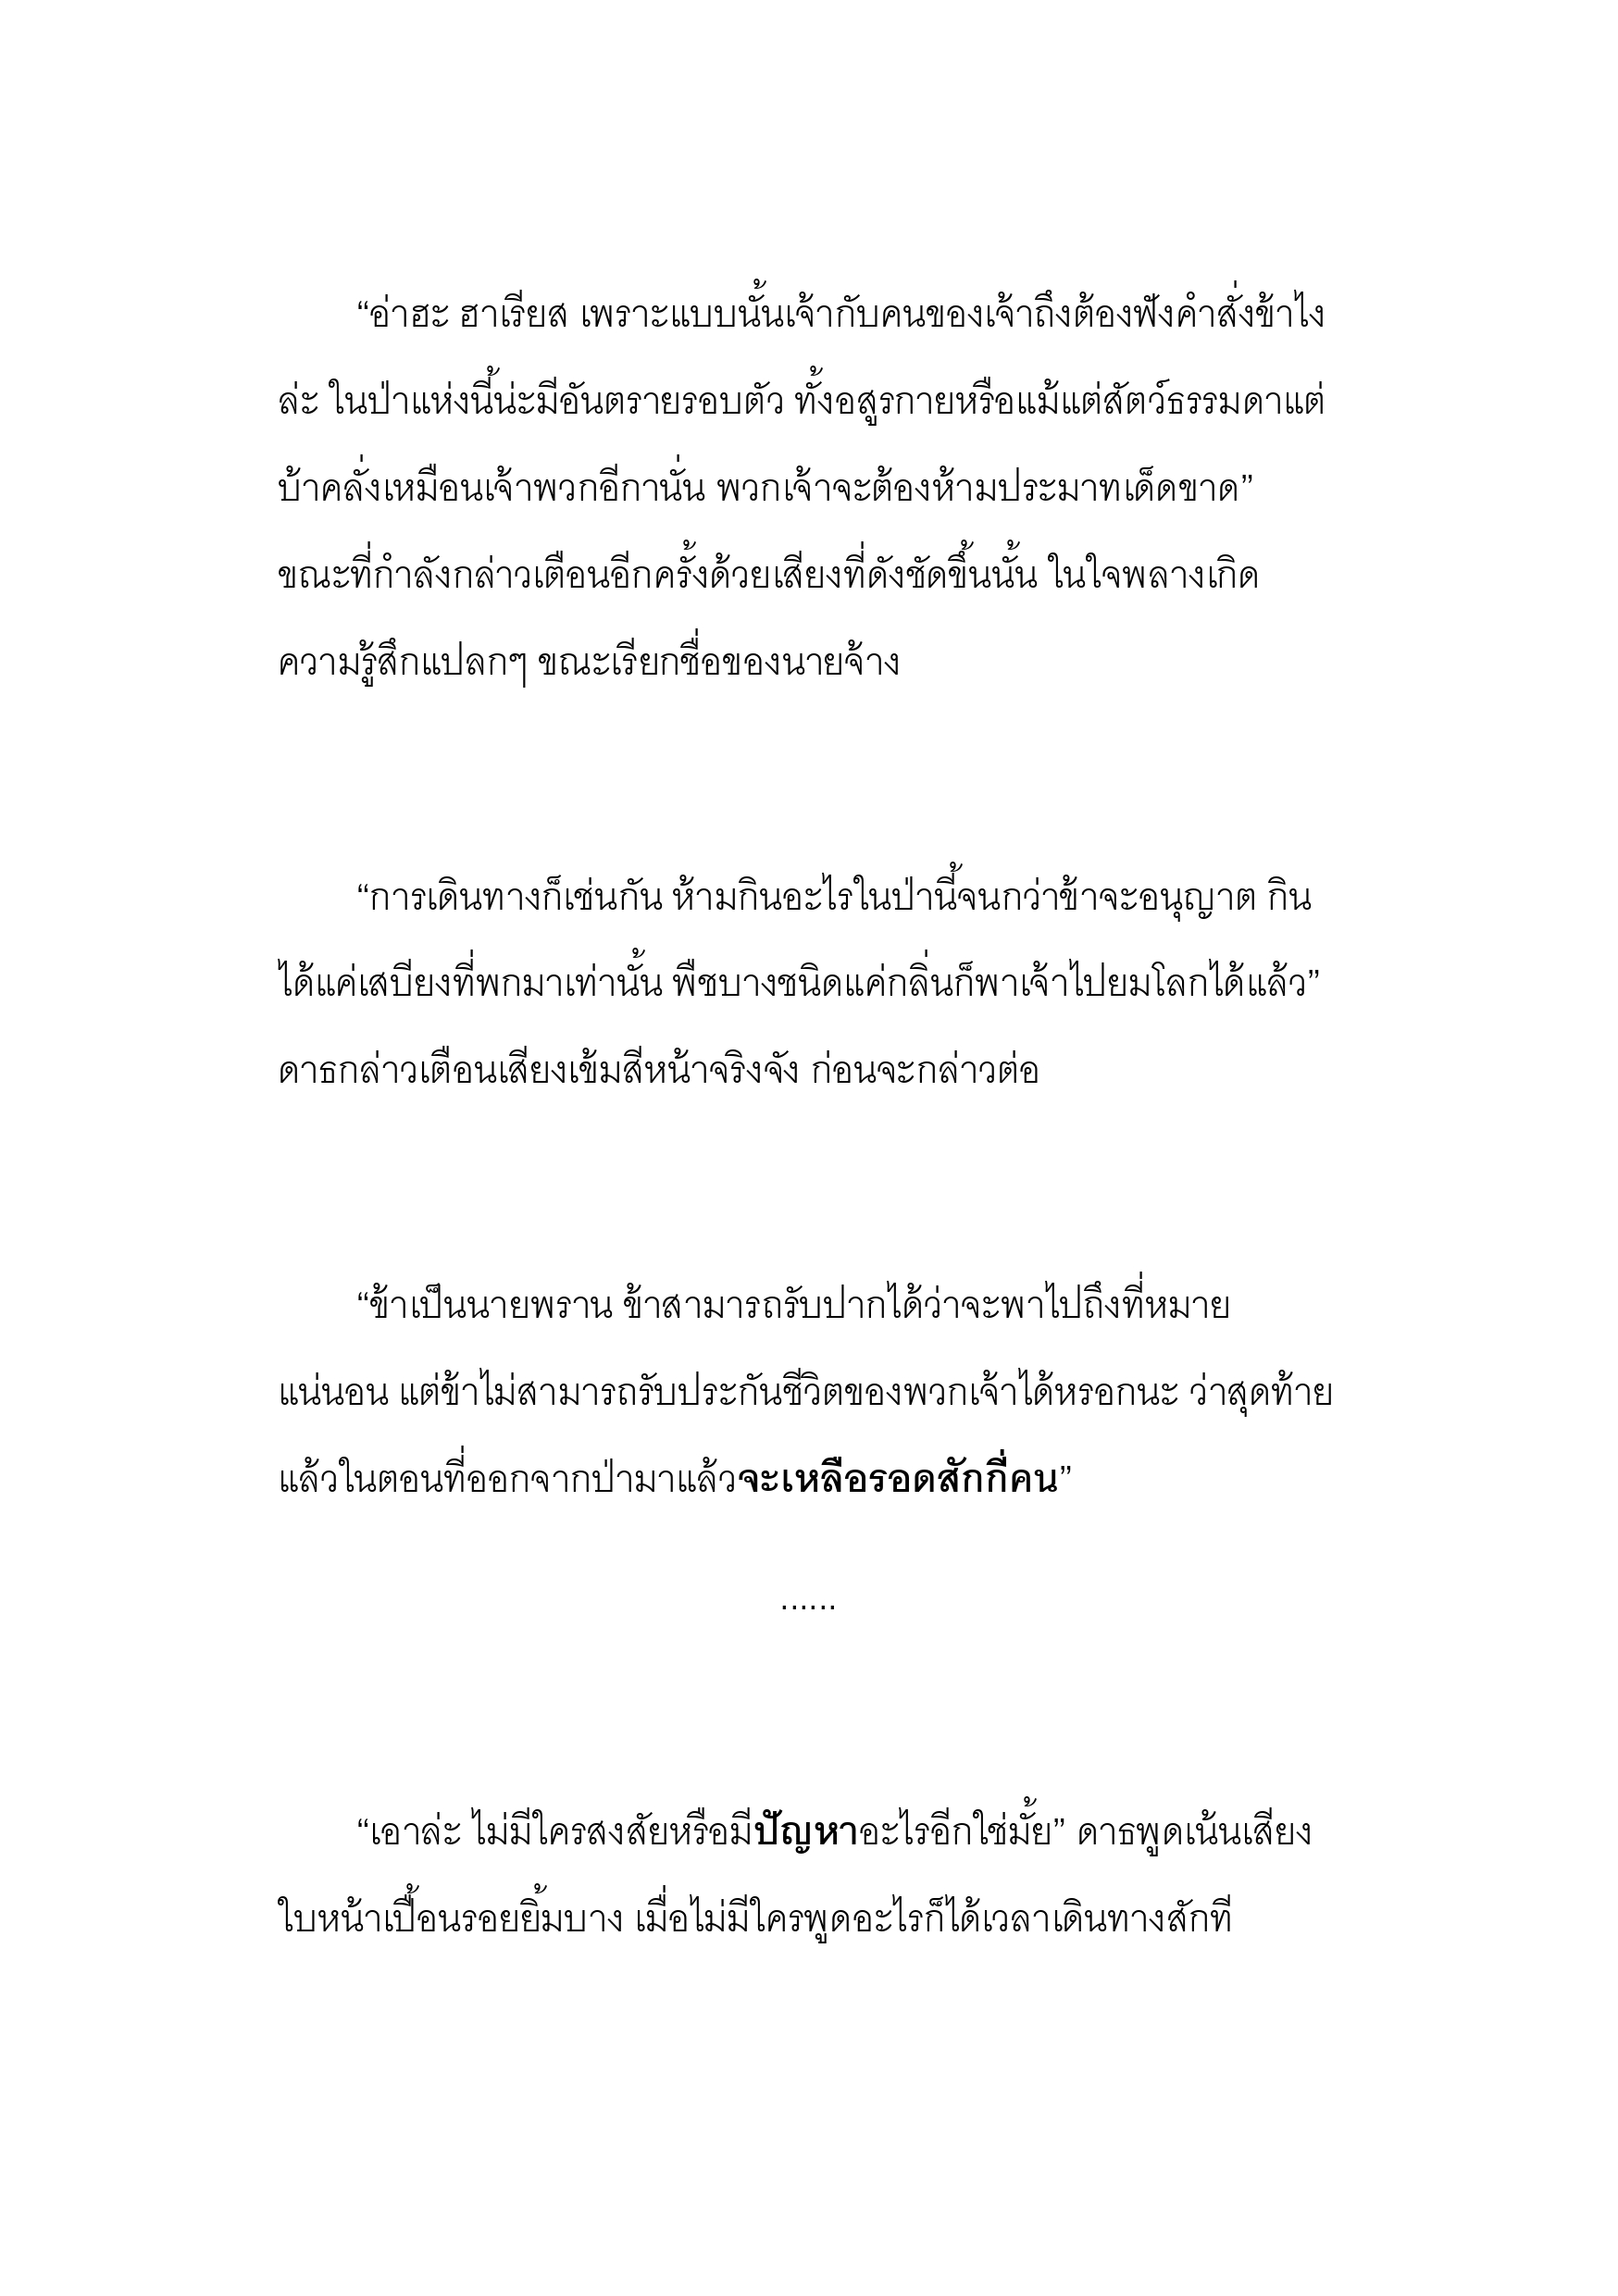 “อ่าฮะ ฮาเรียส เพราะแบบนั้นเจ้ากับคนของเจ้าถึงต้องฟังคำสั่งข้าไง
ล่ะ ในป่าแห่งนี้น่ะมีอันตรายรอบตัว ทั้งอสูรกายหรือแม้แต่สัตว์ธรรมดาแต่
บ้าคลั่งเหมือนเจ้าพวกอีกานั่น พวกเจ้าจะต้องห้ามประมาทเด็ดขาด”
ขณะที่กำลังกล่าวเตือนอีกครั้งด้วยเสียงที่ดังชัดขึ้นนั้น ในใจพลางเกิด
ความรู้สึกแปลกๆ ขณะเรียกชื่อของนายจ้าง
“การเดินทางก็เช่นกัน ห้ามกินอะไรในป่านี้จนกว่าข้าจะอนุญาต กิน
ได้แค่เสบียงที่พกมาเท่านั้น พืชบางชนิดแค่กลิ่นก็พาเจ้าไปยมโลกได้แล้ว”
ดาธกล่าวเตือนเสียงเข้มสีหน้าจริงจัง ก่อนจะกล่าวต่อ
“ข้าเป็นนายพราน ข้าสามารถรับปากได้ว่าจะพาไปถึงที่หมาย
แน่นอน แต่ข้าไม่สามารถรับประกันชีวิตของพวกเจ้าได้หรอกนะ ว่าสุดท้าย
แล้วในตอนที่ออกจากป่ามาแล้วจะเหลือรอดสักกี่คน”
......
“เอาล่ะ ไม่มีใครสงสัยหรือมีปัญหาอะไรอีกใช่มั้ย” ดาธพูดเน้นเสียง
ใบหน้าเปื้อนรอยยิ้มบาง เมื่อไม่มีใครพูดอะไรก็ได้เวลาเดินทางสักที